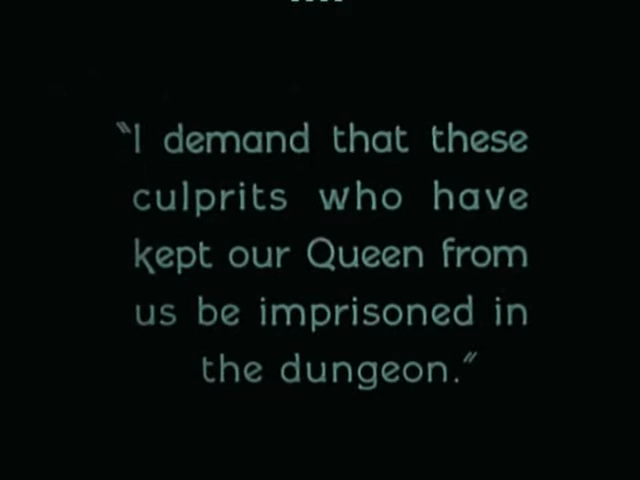 "I demand that these
culprits who have
kept our Queen from
us be imprisoned in
the dungeon."